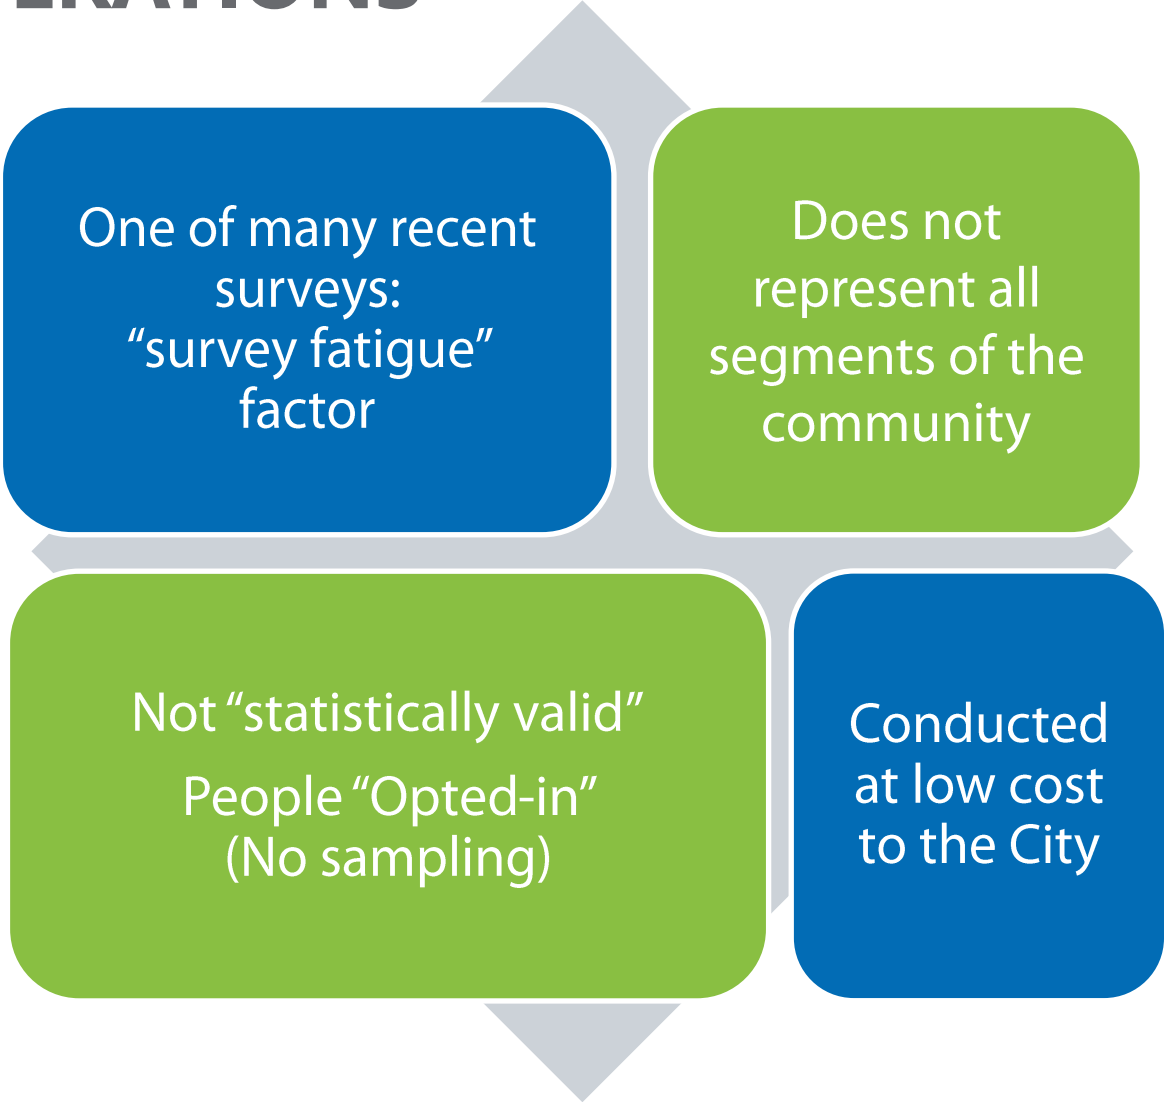 ERATIONS
One of many recent
surveys:
“survey fatigue”
factor
Does not
represent all
segments of the
community
Not “statistically valid”
People “Opted-in”
(No sampling)
Conducted
at low cost
to the City